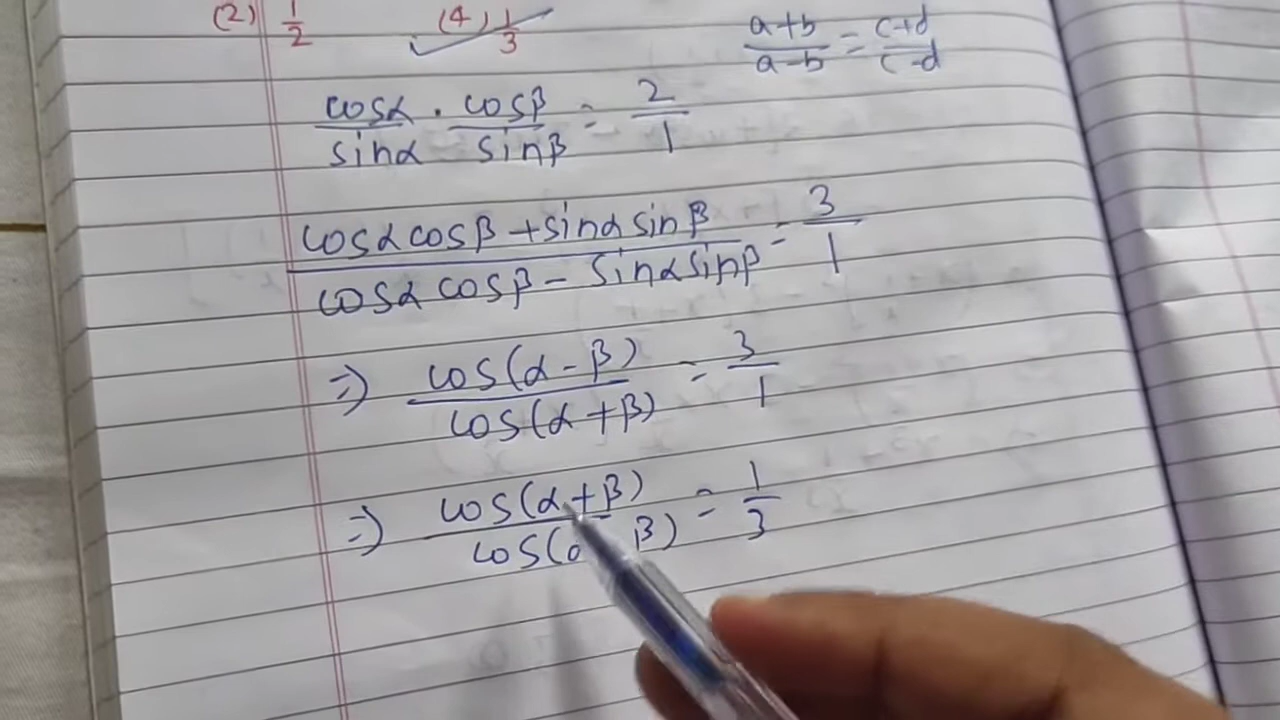 (2) 1/2 (4) 1/3
(a+b)/(a-b) = (c+d)/(c-d)
cosα/sinα · cosβ/sinβ = 2/1
(cosα cosβ + sinα sinβ)/(cosα cosβ - sinα sinβ) = 3/1
⇒) cos(α-β)/cos(α+β) = 3/1
⇒) cos(α+β)/cos(α β) = 1/3